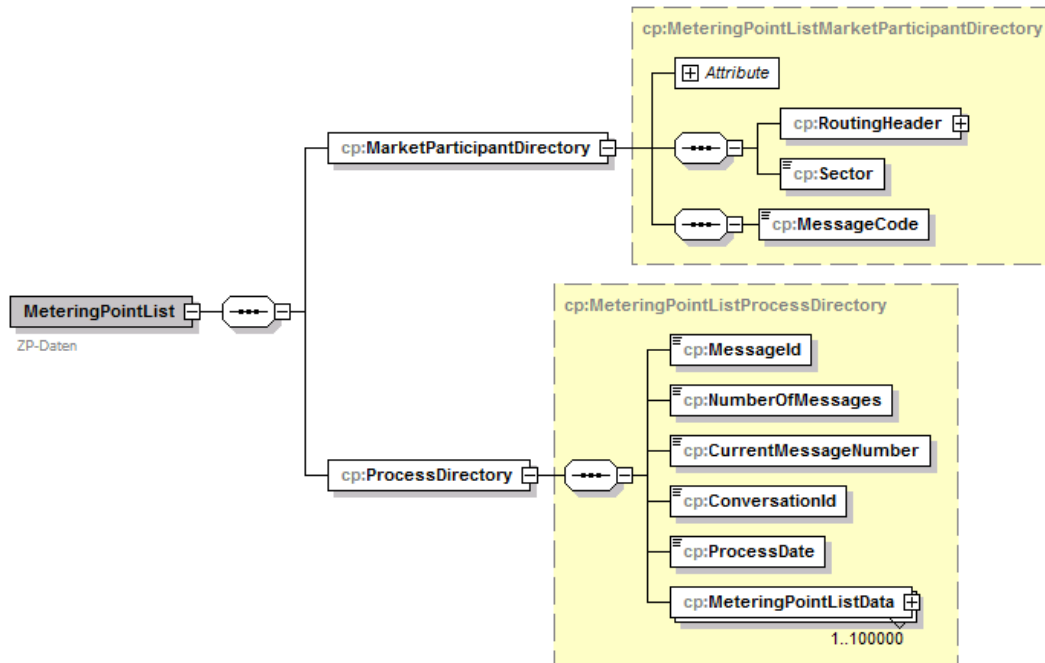 cp:MeteringPointListMarketParticipantDirectory
Attribute
cp:RoutingHeader
cp:MarketParticipantDirectory
cp:Sector
cp:MessageCode
MeteringPointList
ZP-Daten
cp:MeteringPointListProcessDirectory
cp:MessageId
cp:NumberOfMessages
cp:CurrentMessageNumber
cp:ProcessDirectory
cp:ConversationId
cp:ProcessDate
cp:MeteringPointListData
1..100000